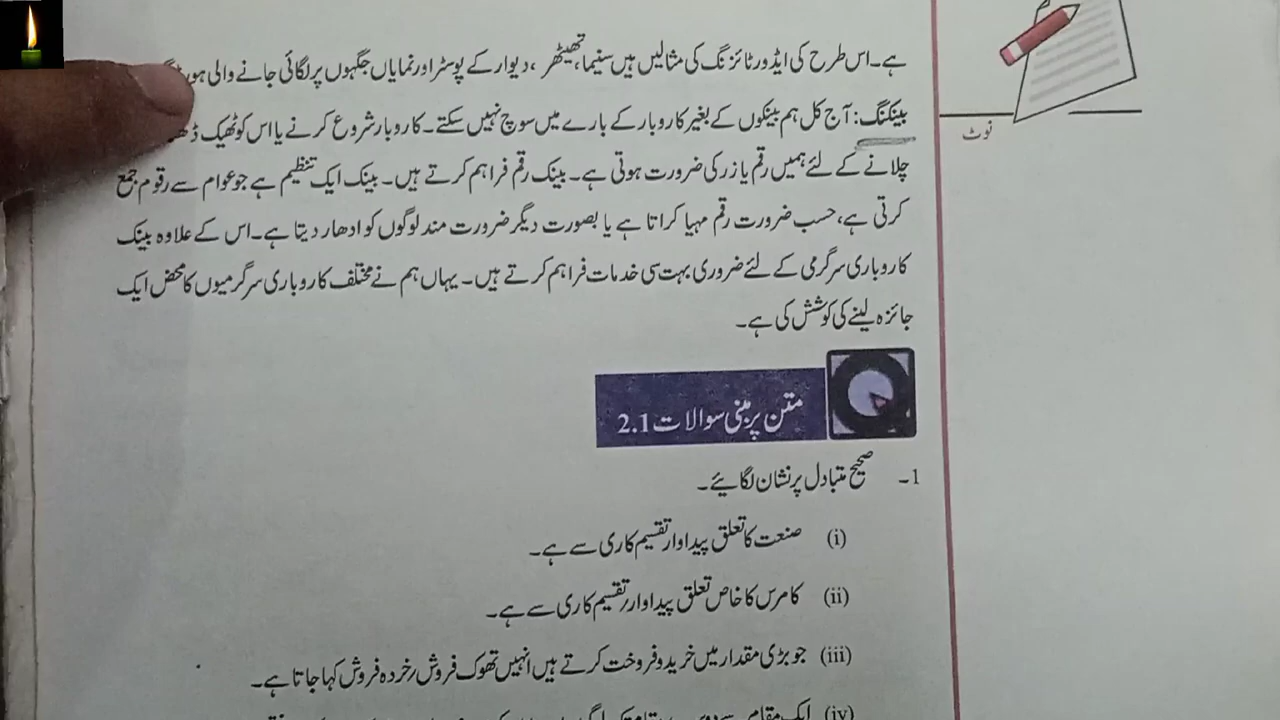 ہے۔ اس طرح کی ایڈورٹائزنگ کی مثالیں ہیں سنیما، تھیٹر، دیوار کے پوسٹر اور نمایاں جگہوں پر لگائی جانے والی
نوٹ
بینکنگ: آج کل ہم بینکوں کے بغیر کاروبار کے بارے میں سوچ نہیں سکتے۔ کاروبار شروع کرنے یا اس کو ٹھیک
چلانے کے لئے ہمیں رقم یا زر کی ضرورت ہوتی ہے۔ بینک رقم فراہم کرتے ہیں۔ بینک ایک تنظیم ہے جو عوام سے رقوم جمع
کرتی ہے، حسب ضرورت رقم مہیا کراتا ہے یا بصورت دیگر ضرورت مند لوگوں کو ادھار دیتا ہے۔ اس کے علاوہ بینک
کاروباری سرگرمی کے لئے ضروری بہت سی خدمات فراہم کرتے ہیں۔ یہاں ہم نے مختلف کاروباری سرگرمیوں کا محض ایک
جائزہ لینے کی کوشش کی ہے۔
متن پر مبنی سوالات 2.1
1۔ صحیح متبادل پر نشان لگائیے۔
(i) صنعت کا تعلق پیداوار/تقسیم کاری سے ہے۔
(ii) کامرس کا خاص تعلق پیداوار/تقسیم کاری سے ہے۔
(iii) جو بڑی مقدار میں خرید و فروخت کرتے ہیں انہیں تھوک فروش/خردہ فروش کہا جاتا ہے۔
(iv) ایک مقام سے